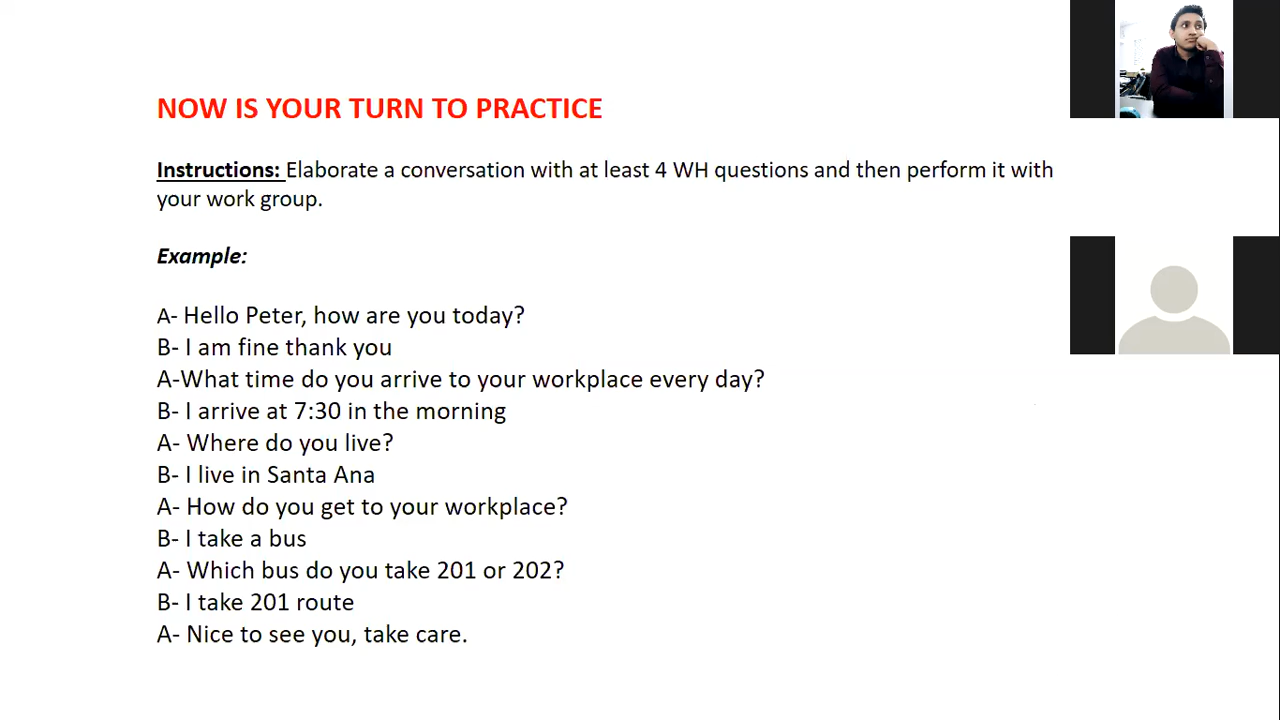 NOW IS YOUR TURN TO PRACTICE
Instructions: Elaborate a conversation with at least 4 WH questions and then perform it with
your work group.
Example:
A- Hello Peter, how are you today?
B- I am fine thank you
A-What time do you arrive to your workplace every day?
B- I arrive at 7:30 in the morning
A- Where do you live?
B- I live in Santa Ana
A- How do you get to your workplace?
B- I take a bus
A- Which bus do you take 201 or 202?
B- I take 201 route
A- Nice to see you, take care.